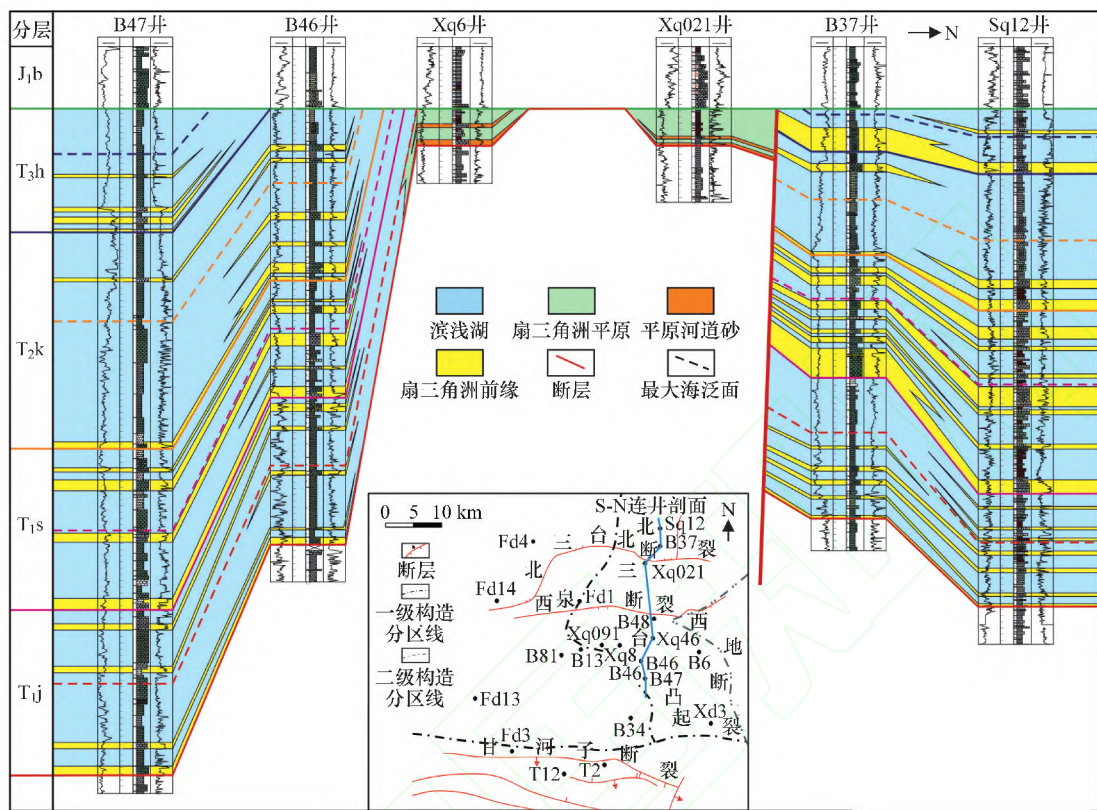 分层
B47井
B46井
Xq6井
Xq021井
B37井
Sq12井
N
J₁b
T₃h
T₂k
T₁s
T₁j
滨浅湖
扇三角洲平原
平原河道砂
扇三角洲前缘
断层
最大海泛面
0 5 10 km
断层
一级构造
分区线
二级构造
分区线
S-N连井剖面
N
Sq12
B37
Xq021
Fd4
三台北断裂
北三台凸起
Fd14
西泉断裂
Fd1
B48
西地断裂
Xq091
Xq46
B81
B13
Xq8
B46
B6
B46
B47
Fd13
B34
Xd3
Fd3
甘河子断裂
T12
T2